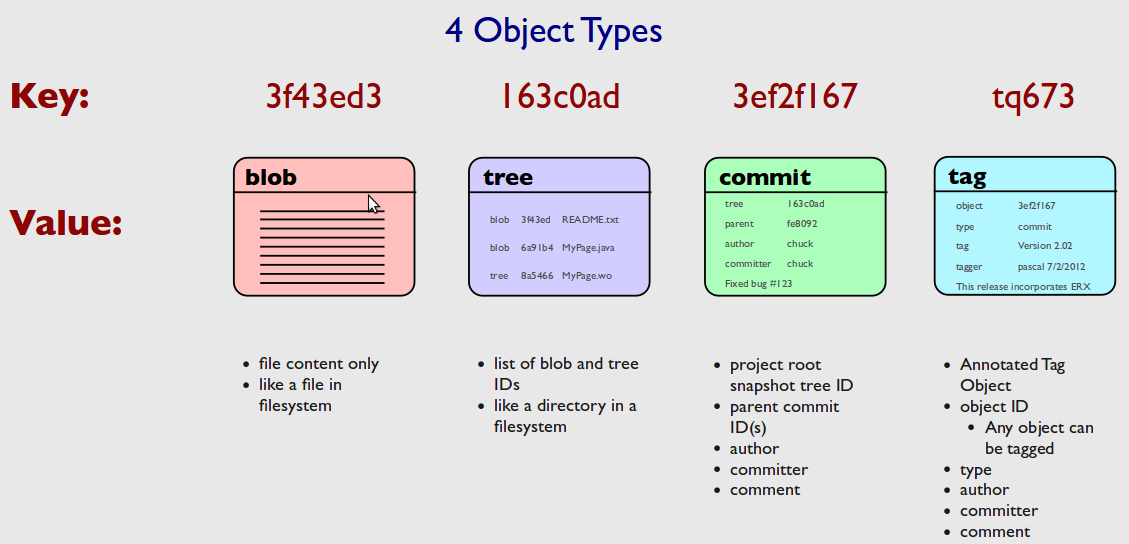 4 Object Types
Key: 3f43ed3 163c0ad 3ef2f167 tq673
Value:
blob
tree
blob 3f43ed README.txt
blob 6a91b4 MyPage.java
tree 8a5466 MyPage.wo
commit
tree 163c0ad
parent fe8092
author chuck
committer chuck
Fixed bug #123
tag
object 3ef2f167
type commit
tag Version 2.02
tagger pascal 7/2/2012
This release incorporates ERX
• file content only
• like a file in
filesystem
• list of blob and tree
IDs
• like a directory in a
filesystem
• project root
snapshot tree ID
• parent commit
ID(s)
• author
• committer
• comment
• Annotated Tag
Object
• object ID
• Any object can
be tagged
• type
• author
• committer
• comment